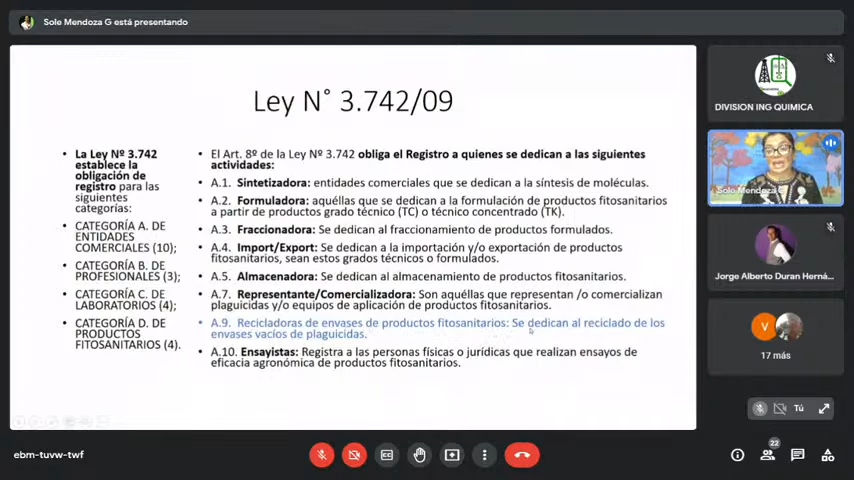 Sole Mendoza G está presentando
Ley N° 3.742/09
La Ley Nº 3.742
establece la
obligación de
registro para las
siguientes
categorías:
CATEGORÍA A. DE
ENTIDADES
COMERCIALES (10);
CATEGORÍA B. DE
PROFESIONALES (3);
CATEGORÍA C. DE
LABORATORIOS (4);
CATEGORÍA D. DE
PRODUCTOS
FITOSANITARIOS (4).
El Art. 8º de la Ley Nº 3.742 obliga el Registro a quienes se dedican a las siguientes
actividades:
A.1. Sintetizadora: entidades comerciales que se dedican a la síntesis de moléculas.
A.2. Formuladora: aquéllas que se dedican a la formulación de productos fitosanitarios
a partir de productos grado técnico (TC) o técnico concentrado (TK).
A.3. Fraccionadora: Se dedican al fraccionamiento de productos formulados.
A.4. Import/Export: Se dedican a la importación y/o exportación de productos
fitosanitarios, sean estos grados técnicos o formulados.
A.5. Almacenadora: Se dedican al almacenamiento de productos fitosanitarios.
A.7. Representante/Comercializadora: Son aquéllas que representan /o comercializan
plaguicidas y/o equipos de aplicación de productos fitosanitarios.
A.9. Recicladoras de envases de productos fitosanitarios: Se dedican al reciclado de los
envases vacíos de plaguicidas.
A.10. Ensayistas: Registra a las personas físicas o jurídicas que realizan ensayos de
eficacia agronómica de productos fitosanitarios.
DIVISION ING QUIMICA
Sole Mendoza G
Jorge Alberto Duran Herná...
V
17 más
Tú
ebm-tuvw-twf
22